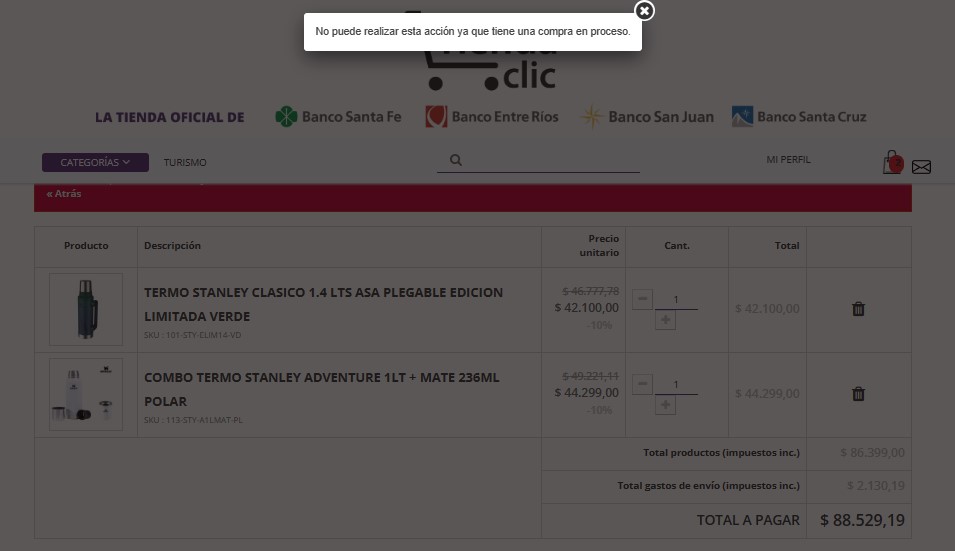 No puede realizar esta acción ya que tiene una compra en proceso.
clic
LA TIENDA OFICIAL DE
Banco Santa Fe
Banco Entre Ríos
Banco San Juan
Banco Santa Cruz
CATEGORÍAS
TURISMO
MI PERFIL
« Atrás
Producto
Descripción
Precio
unitario
Cant.
Total
TERMO STANLEY CLASICO 1.4 LTS ASA PLEGABLE EDICION
LIMITADA VERDE
SKU : 101-STY-ELIM14-VD
$ 46.777,78
$ 42.100,00
-10%
1
$ 42.100,00
COMBO TERMO STANLEY ADVENTURE 1LT + MATE 236ML
POLAR
SKU : 113-STY-A1LMAT-PL
$ 49.221,11
$ 44.299,00
-10%
1
$ 44.299,00
Total productos (impuestos inc.)
$ 86.399,00
Total gastos de envío (impuestos inc.)
$ 2.130,19
TOTAL A PAGAR
$ 88.529,19